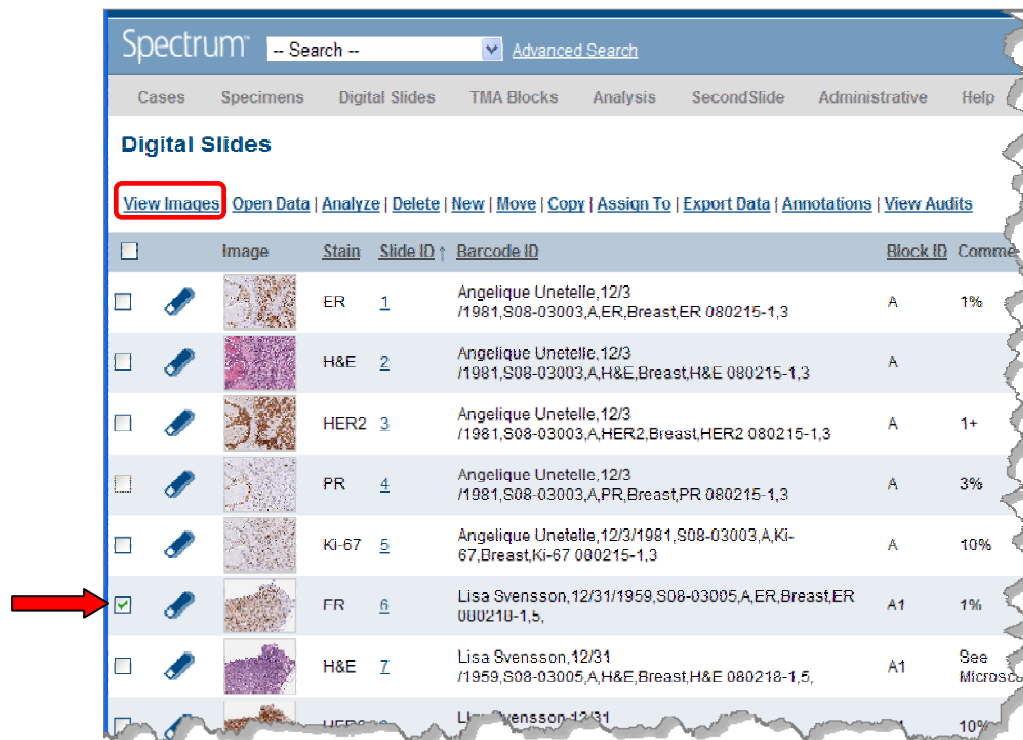 Spectrum™ -- Search -- Advanced Search
Cases Specimens Digital Slides TMA Blocks Analysis SecondSlide Administrative Help
Digital Slides
View Images Open Data | Analyze | Delete | New | Move | Copy | Assign To | Export Data | Annotations | View Audits
Image Stain Slide ID ↑ Barcode ID Block ID Comme
ER 1 Angelique Unetelle,12/3 A 1%
/1981,S08-03003,A,ER,Breast,ER 080215-1,3
H&E 2 Angelique Unetelle,12/3 A
/1981,S08-03003,A,H&E,Breast,H&E 080215-1,3
HER2 3 Angelique Unetelle,12/3 A 1+
/1981,S08-03003,A,HER2,Breast,HER2 080215-1,3
PR 4 Angelique Unetelle,12/3 A 3%
/1981,S08-03003,A,PR,Breast,PR 080215-1,3
Ki-67 5 Angelique Unetelle,12/3/1981,S08-03003,A,Ki- A 10%
67,Breast,Ki-67 080215-1,3
ER 6 Lisa Svensson,12/31/1959,S08-03005,A,ER,Breast,ER A1 1%
080218-1,5,
H&E 7 Lisa Svensson,12/31 A1 See
/1959,S08-03005,A,H&E,Breast,H&E 080218-1,5, Microsco
Svensson 12/31
10%